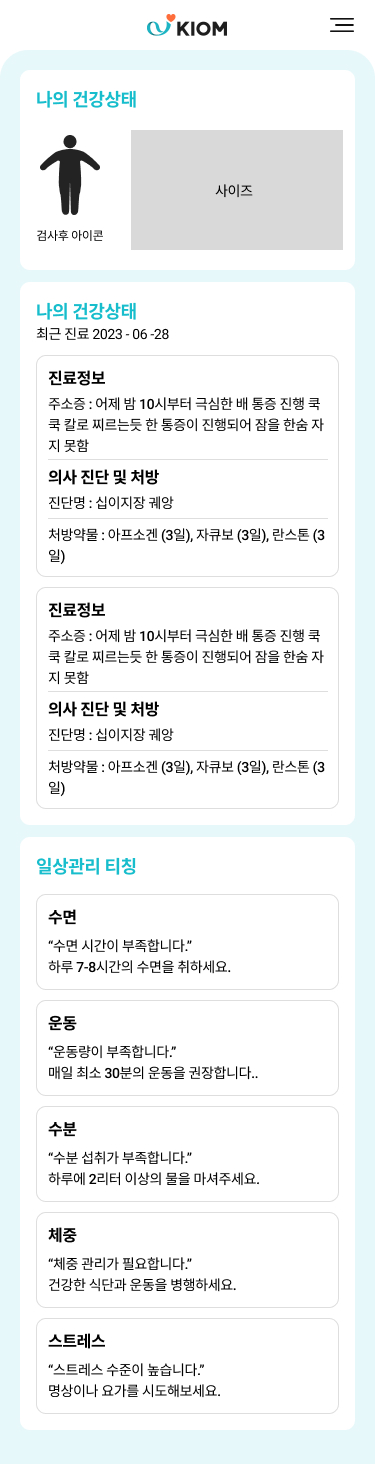 KIOM
나의 건강상태
사이즈
검사후 아이콘
나의 건강상태
최근 진료 2023 - 06 -28
진료정보
주소증 : 어제 밤 10시부터 극심한 배 통증 진행 쿡
쿡 칼로 찌르는듯 한 통증이 진행되어 잠을 한숨 자
지 못함
의사 진단 및 처방
진단명 : 십이지장 궤앙
처방약물 : 아프소겐 (3일), 자큐보 (3일), 란스톤 (3
일)
진료정보
주소증 : 어제 밤 10시부터 극심한 배 통증 진행 쿡
쿡 칼로 찌르는듯 한 통증이 진행되어 잠을 한숨 자
지 못함
의사 진단 및 처방
진단명 : 십이지장 궤앙
처방약물 : 아프소겐 (3일), 자큐보 (3일), 란스톤 (3
일)
일상관리 티칭
수면
“수면 시간이 부족합니다.”
하루 7-8시간의 수면을 취하세요.
운동
“운동량이 부족합니다.”
매일 최소 30분의 운동을 권장합니다..
수분
“수분 섭취가 부족합니다.”
하루에 2리터 이상의 물을 마셔주세요.
체중
“체중 관리가 필요합니다.”
건강한 식단과 운동을 병행하세요.
스트레스
“스트레스 수준이 높습니다.”
명상이나 요가를 시도해보세요.